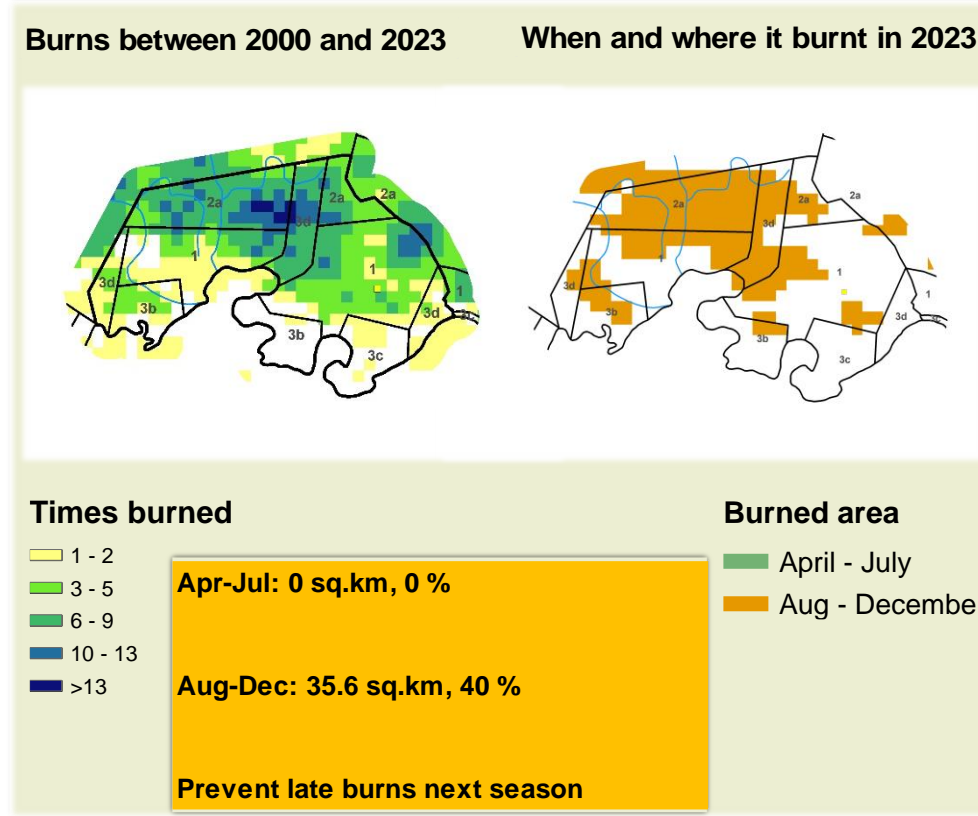 Burns between 2000 and 2023
When and where it burnt in 2023
2a
2a
2a
3d
1
1
3d
3b
3b
3c
3d
1
3c
2a
2a
3d
1
1
3d
3b
3b
3c
3d
1
3c
Times burned
1 - 2
3 - 5
6 - 9
10 - 13
>13
Apr-Jul: 0 sq.km, 0 %
Aug-Dec: 35.6 sq.km, 40 %
Prevent late burns next season
Burned area
April - July
Aug - Decembe